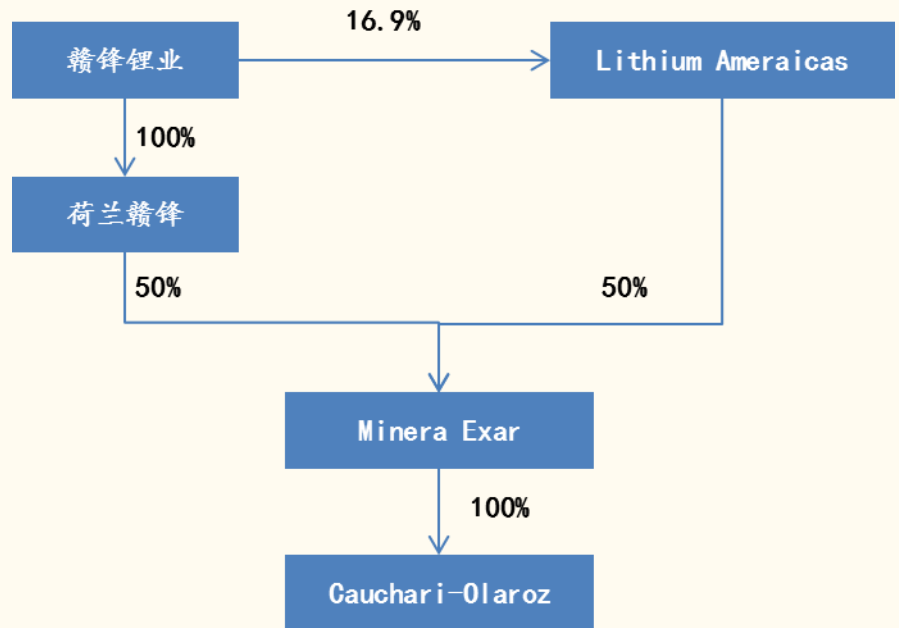 16.9%
赣锋锂业
Lithium Ameraicas
100%
荷兰赣锋
50%
50%
Minera Exar
100%
Cauchari-Olaroz